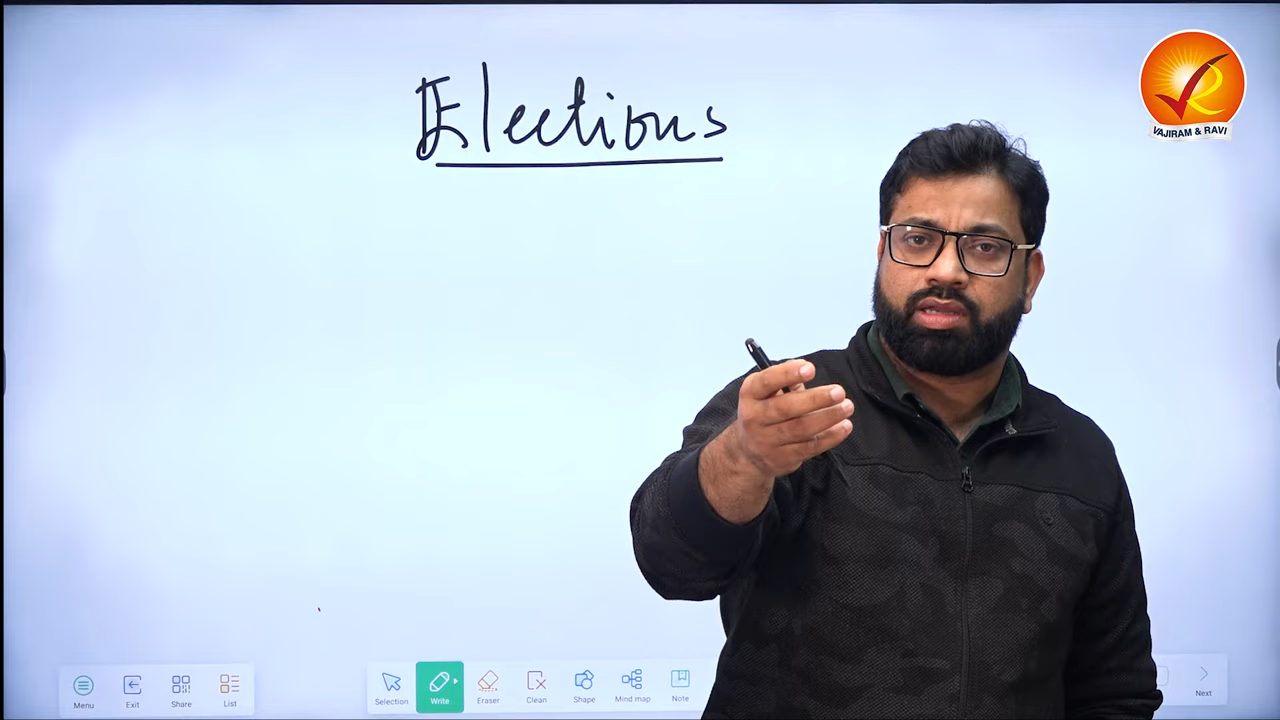 Elections
VAJIRAM & RAVI
Menu
Exit
Share
List
Selection
Write
Eraser
Clean
Shape
Mind map
Note
Next